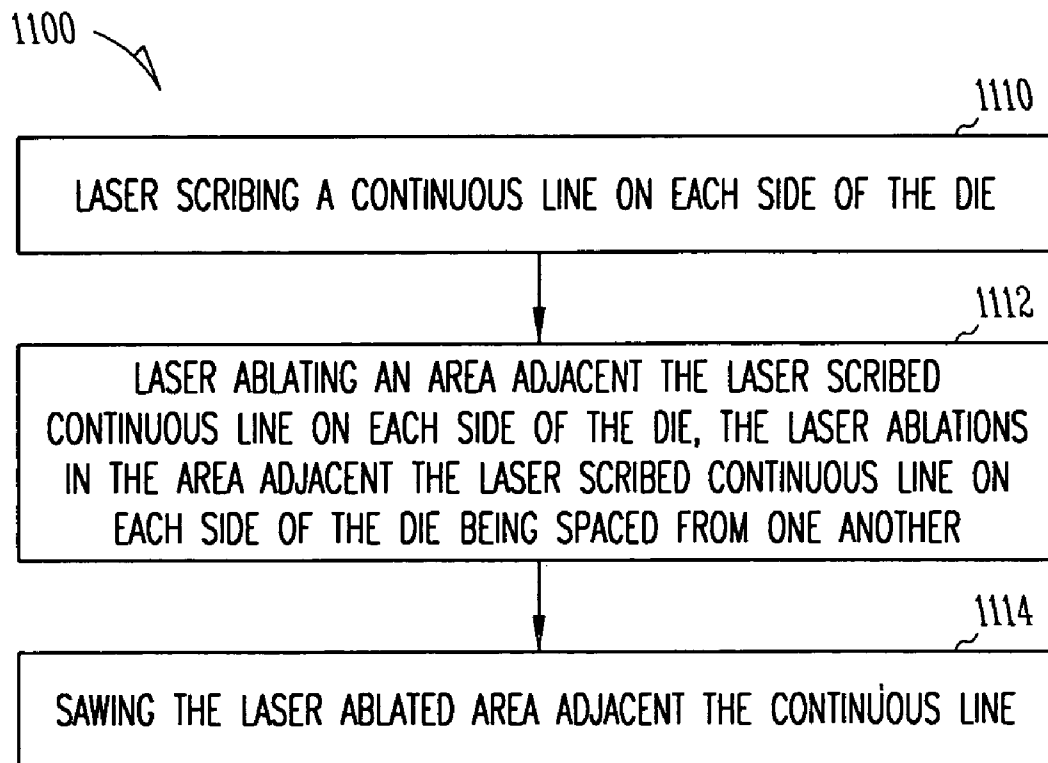 1100
1110
LASER SCRIBING A CONTINUOUS LINE ON EACH SIDE OF THE DIE
1112
LASER ABLATING AN AREA ADJACENT THE LASER SCRIBED
CONTINUOUS LINE ON EACH SIDE OF THE DIE, THE LASER ABLATIONS
IN THE AREA ADJACENT THE LASER SCRIBED CONTINUOUS LINE ON
EACH SIDE OF THE DIE BEING SPACED FROM ONE ANOTHER
1114
SAWING THE LASER ABLATED AREA ADJACENT THE CONTINUOUS LINE